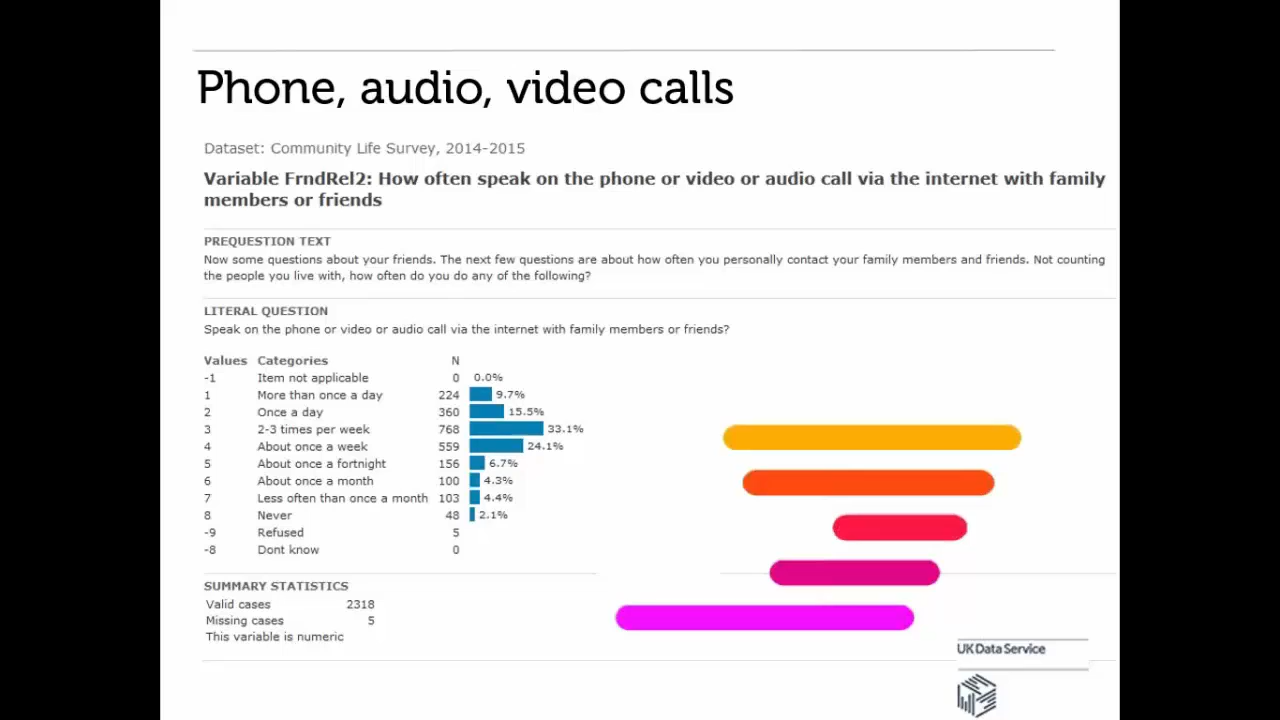 Phone, audio, video calls
Dataset: Community Life Survey, 2014-2015
Variable FrndRel2: How often speak on the phone or video or audio call via the internet with family
members or friends
PREQUESTION TEXT
Now some questions about your friends. The next few questions are about how often you personally contact your family members and friends. Not counting
the people you live with, how often do you do any of the following?
LITERAL QUESTION
Speak on the phone or video or audio call via the internet with family members or friends?
Values Categories N
-1 Item not applicable 0 0.0%
1 More than once a day 224 9.7%
2 Once a day 360 15.5%
3 2-3 times per week 768 33.1%
4 About once a week 559 24.1%
5 About once a fortnight 156 6.7%
6 About once a month 100 4.3%
7 Less often than once a month 103 4.4%
8 Never 48 2.1%
-9 Refused 5
-8 Dont know 0
SUMMARY STATISTICS
Valid cases 2318
Missing cases 5
This variable is numeric
UK Data Service